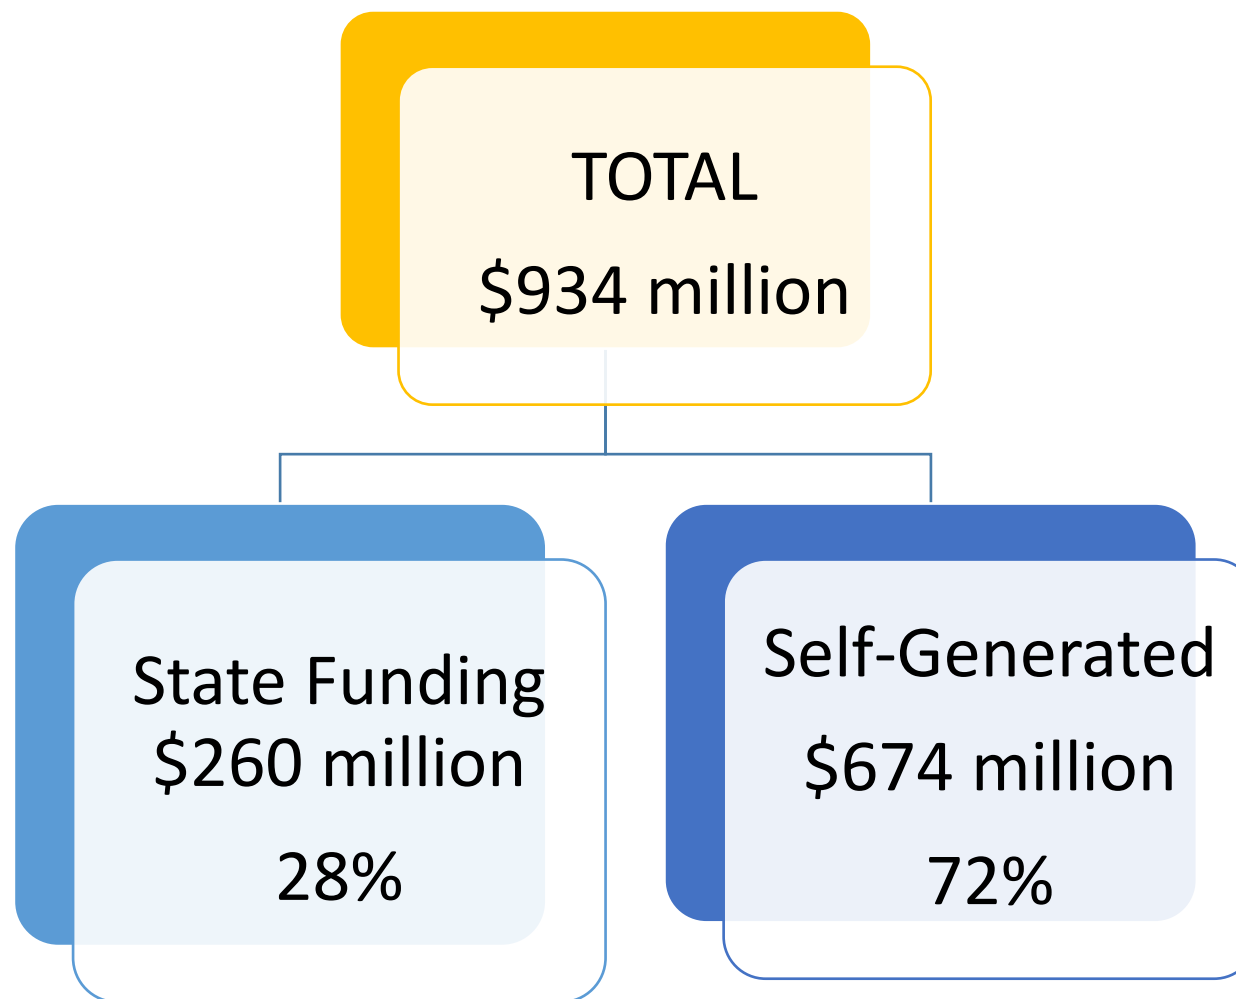 TOTAL
$934 million
State Funding
$260 million
28%
Self-Generated
$674 million
72%